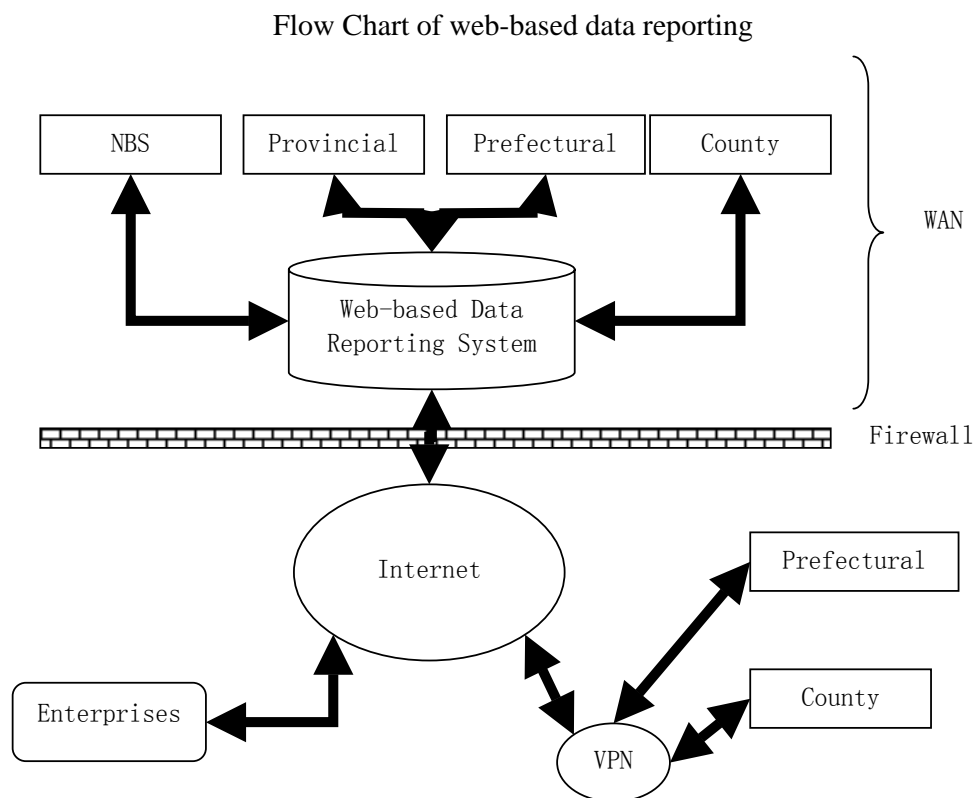 Flow Chart of web-based data reporting
NBS
Provincial
Prefectural
County
WAN
Web-based Data
Reporting System
Firewall
Internet
Prefectural
Enterprises
County
VPN